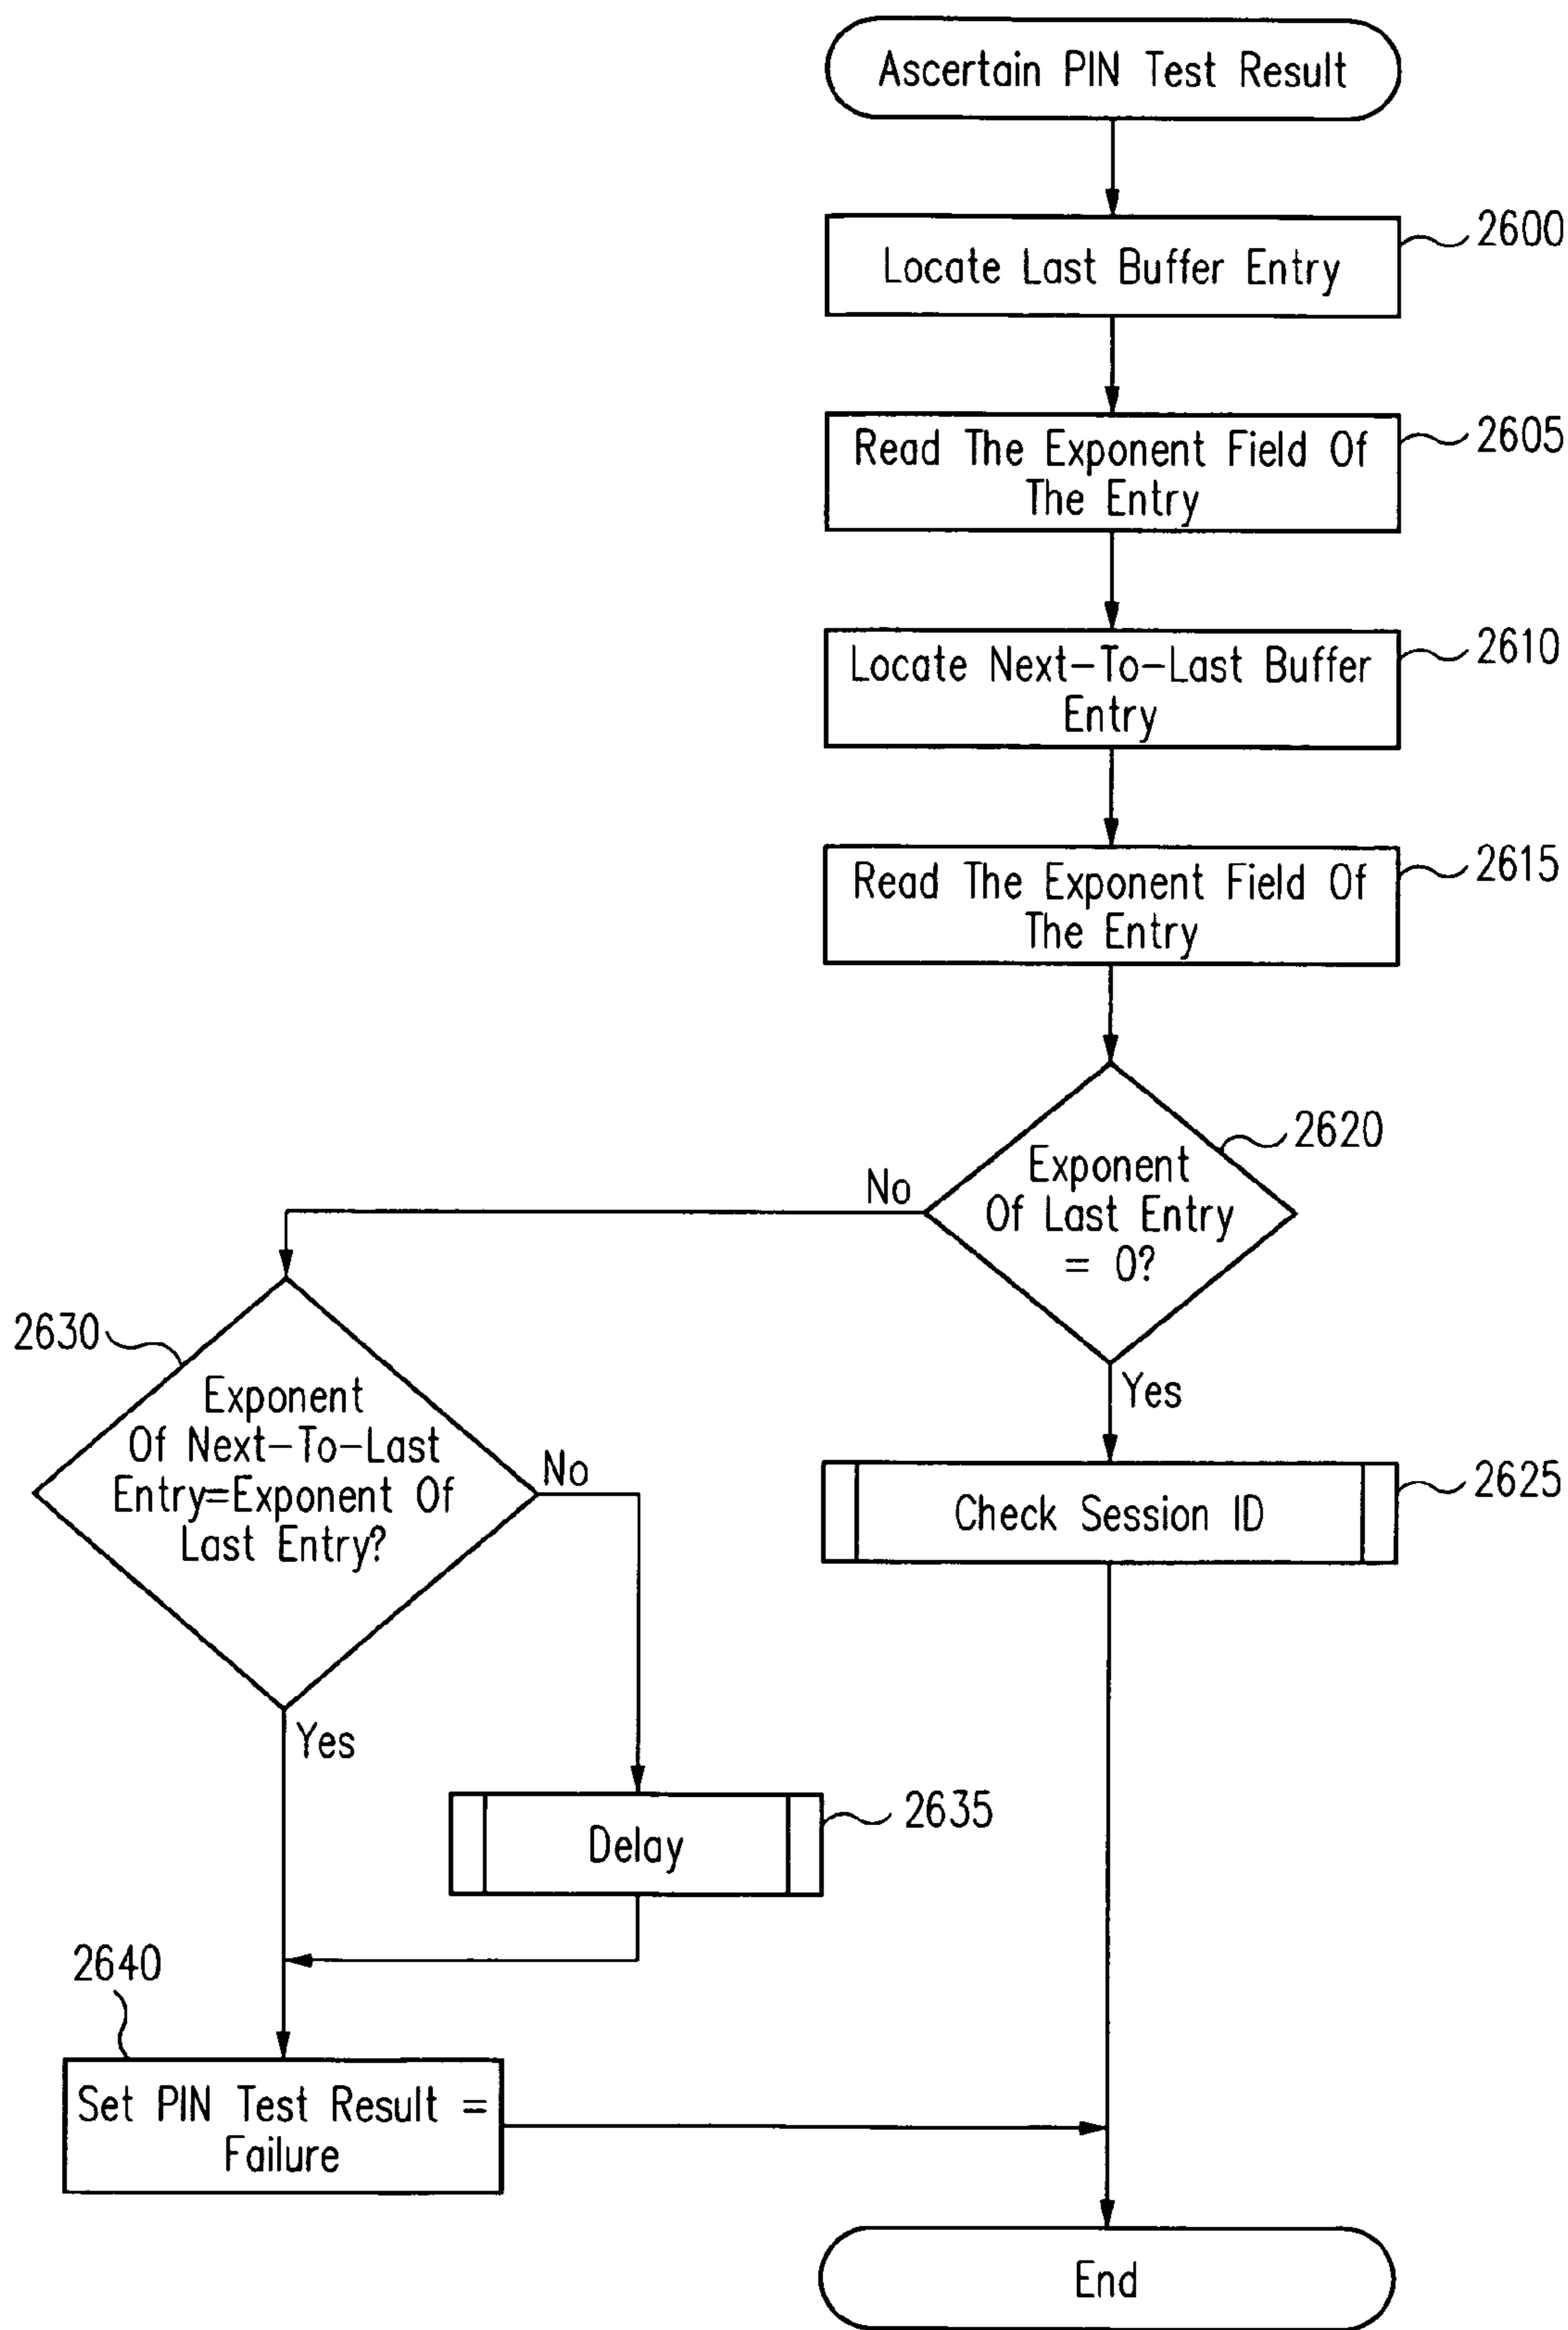 Ascertain PIN Test Result
2600
Locate Last Buffer Entry
2605
Read The Exponent Field Of
The Entry
2610
Locate Next-To-Last Buffer
Entry
2615
Read The Exponent Field Of
The Entry
2620
Exponent
Of Last Entry
= 0?
No
Yes
2630
Exponent
Of Next-To-Last
Entry=Exponent Of
Last Entry?
No
Yes
2625
Check Session ID
2635
Delay
2640
Set PIN Test Result =
Failure
End